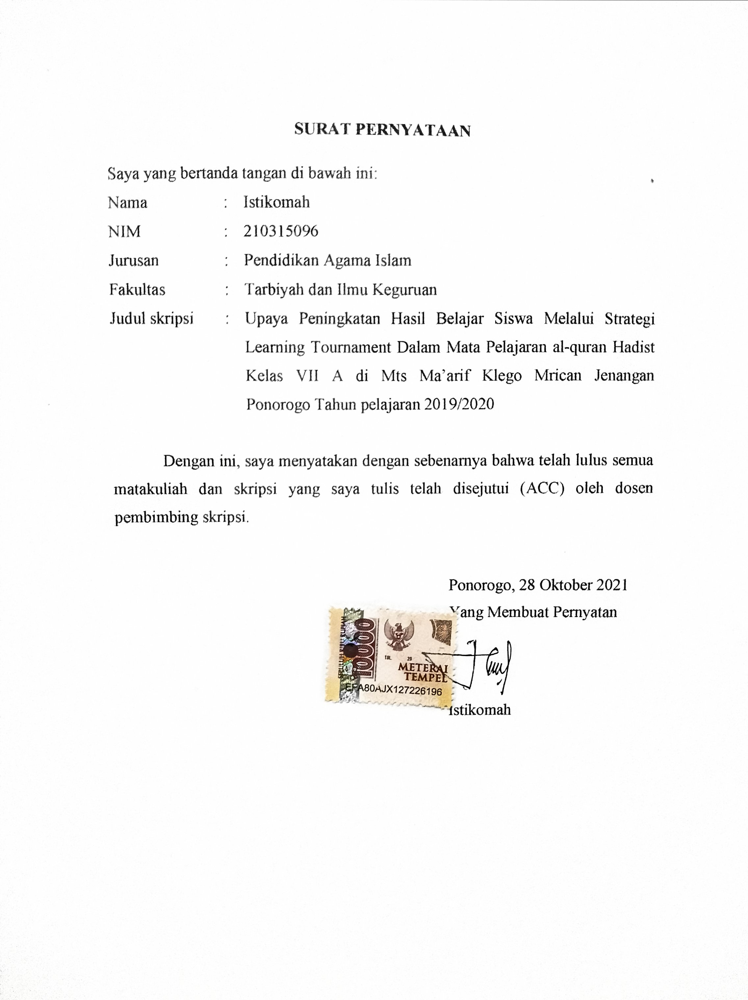 SURAT PERNYATAAN
Saya yang bertanda tangan di bawah ini:
Nama : Istikomah
NIM : 210315096
Jurusan : Pendidikan Agama Islam
Fakultas : Tarbiyah dan Ilmu Keguruan
Judul skripsi : Upaya Peningkatan Hasil Belajar Siswa Melalui Strategi
Learning Tournament Dalam Mata Pelajaran al-quran Hadist
Kelas VII A di Mts Ma'arif Klego Mrican Jenangan
Ponorogo Tahun pelajaran 2019/2020
Dengan ini, saya menyatakan dengan sebenarnya bahwa telah lulus semua
matakuliah dan skripsi yang saya tulis telah disejutui (ACC) oleh dosen
pembimbing skripsi.
Ponorogo, 28 Oktober 2021
Yang Membuat Pernyatan
SEPULUH RIBU RUPIAH
10000
TGL. 20
METERAI
TEMPEL
EFA80AJX127226196
Istikomah